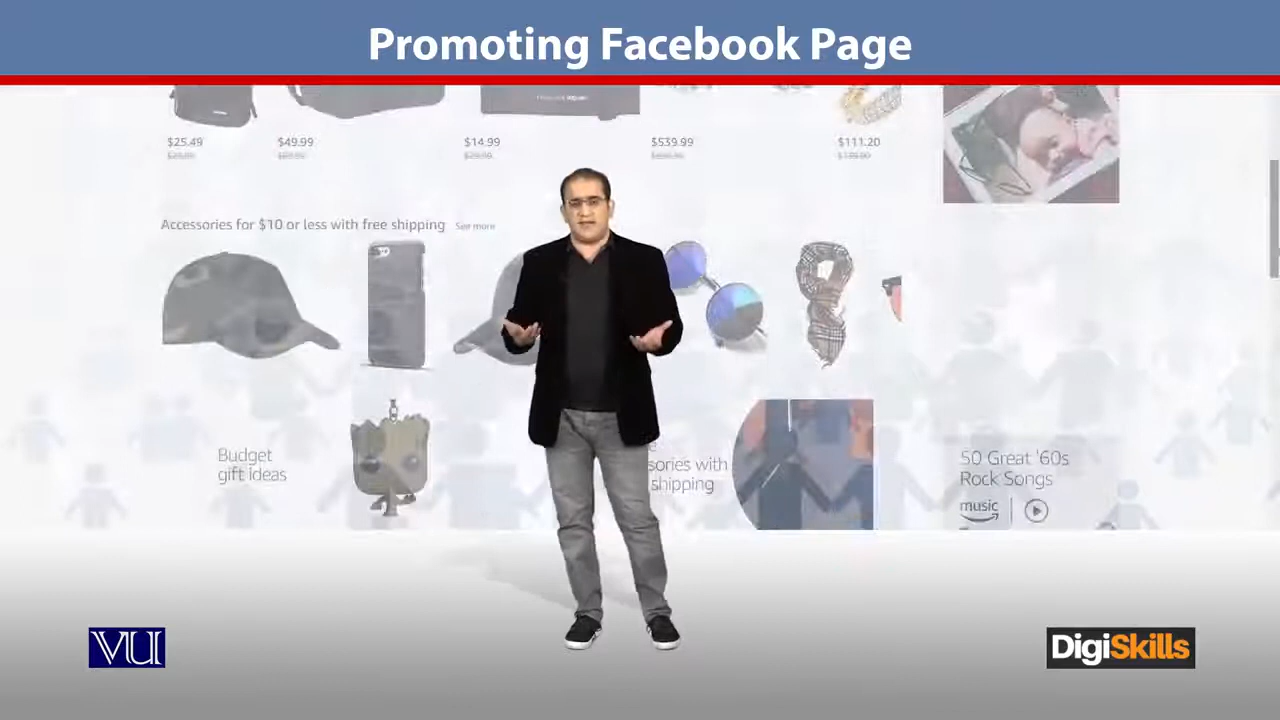 Promoting Facebook Page
$25.49
$49.99
$14.99
$539.99
$111.20
Accessories for $10 or less with free shipping See more
Budget
gift ideas
sories with
shipping
50 Great '60s
Rock Songs
music
VU
DigiSkills